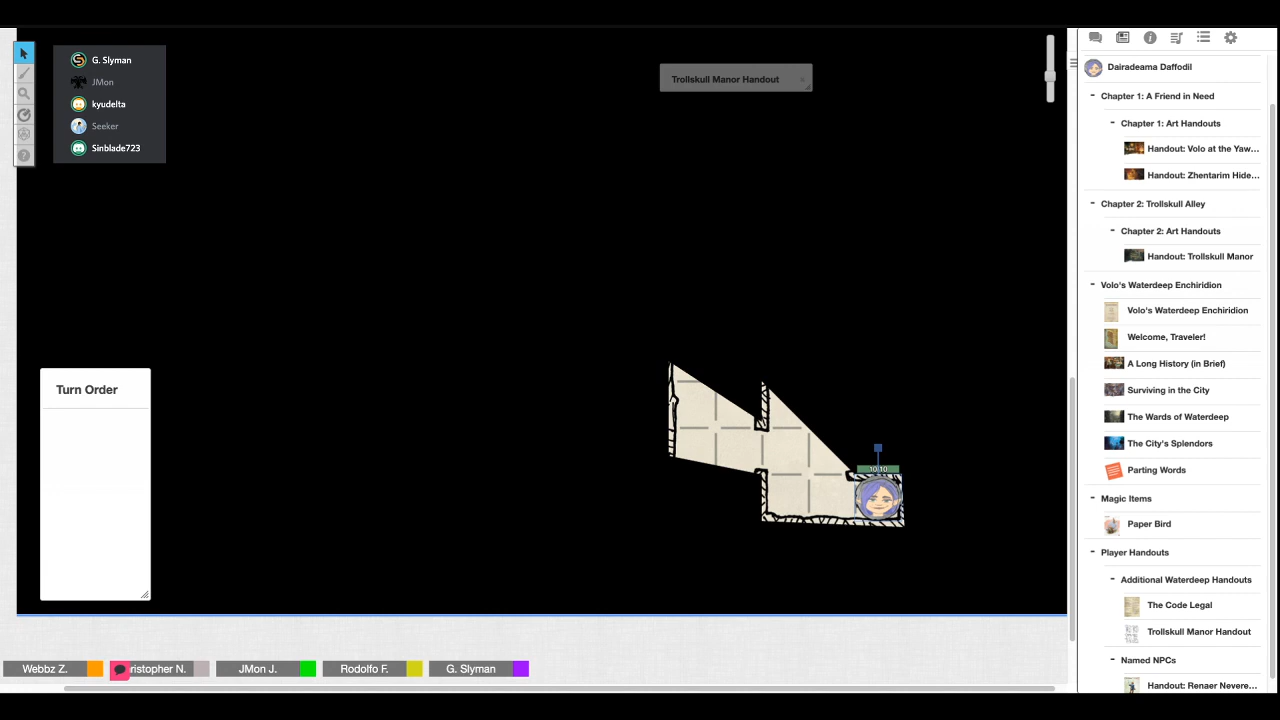 G. Slyman
JMon
kyudelta
Seeker
Sinblade723
Trollskull Manor Handout
Turn Order
10 10
Webbz Z.
ristopher N.
JMon J.
Rodolfo F.
G. Slyman
Dairadeama Daffodil
Chapter 1: A Friend in Need
Chapter 1: Art Handouts
Handout: Volo at the Yaw...
Handout: Zhentarim Hide...
Chapter 2: Trollskull Alley
Chapter 2: Art Handouts
Handout: Trollskull Manor
Volo's Waterdeep Enchiridion
Volo's Waterdeep Enchiridion
Welcome, Traveler!
A Long History (in Brief)
Surviving in the City
The Wards of Waterdeep
The City's Splendors
Parting Words
Magic Items
Paper Bird
Player Handouts
Additional Waterdeep Handouts
The Code Legal
Trollskull Manor Handout
Named NPCs
Handout: Renaer Nevere...